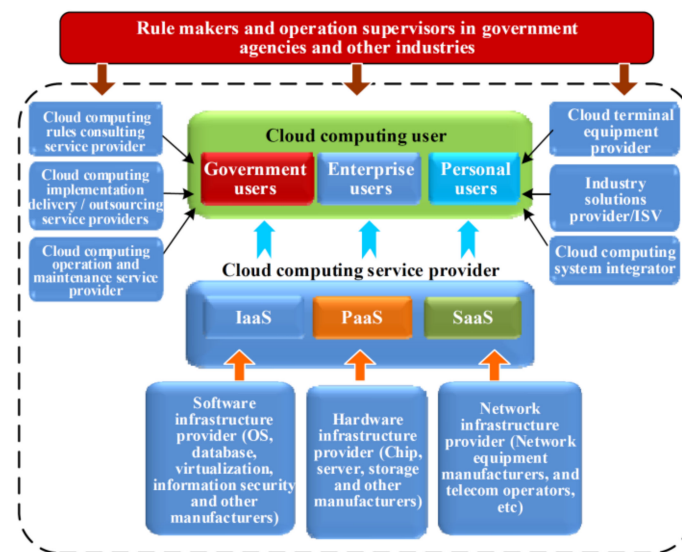 Rule makers and operation supervisors in government
agencies and other industries
Cloud computing
rules consulting
service provider
Cloud computing
implementation
delivery / outsourcing
service providers
Cloud computing
operation and
maintenance service
provider
Cloud computing user
Government
users
Enterprise
users
Personal
users
Cloud terminal
equipment
provider
Industry
solutions
provider/ISV
Cloud computing
system integrator
Cloud computing service provider
IaaS
PaaS
SaaS
Software
infrastructure
provider (OS,
database,
virtualization,
information security
and other
manufacturers)
Hardware
infrastructure
provider (Chip,
server, storage
and other
manufacturers)
Network
infrastructure
provider (Network
equipment
manufacturers, and
telecom operators,
etc)